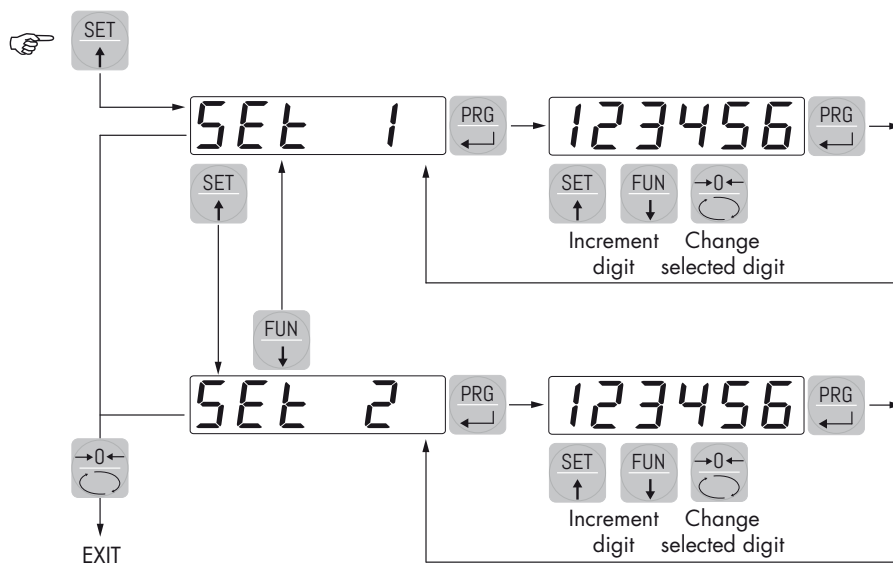 SET
SEt 1 PRG 123456 PRG
SET SET FUN →0←
Increment Change
digit selected digit
FUN
SEt 2 PRG 123456 PRG
→0← SET FUN →0←
Increment Change
digit selected digit
EXIT